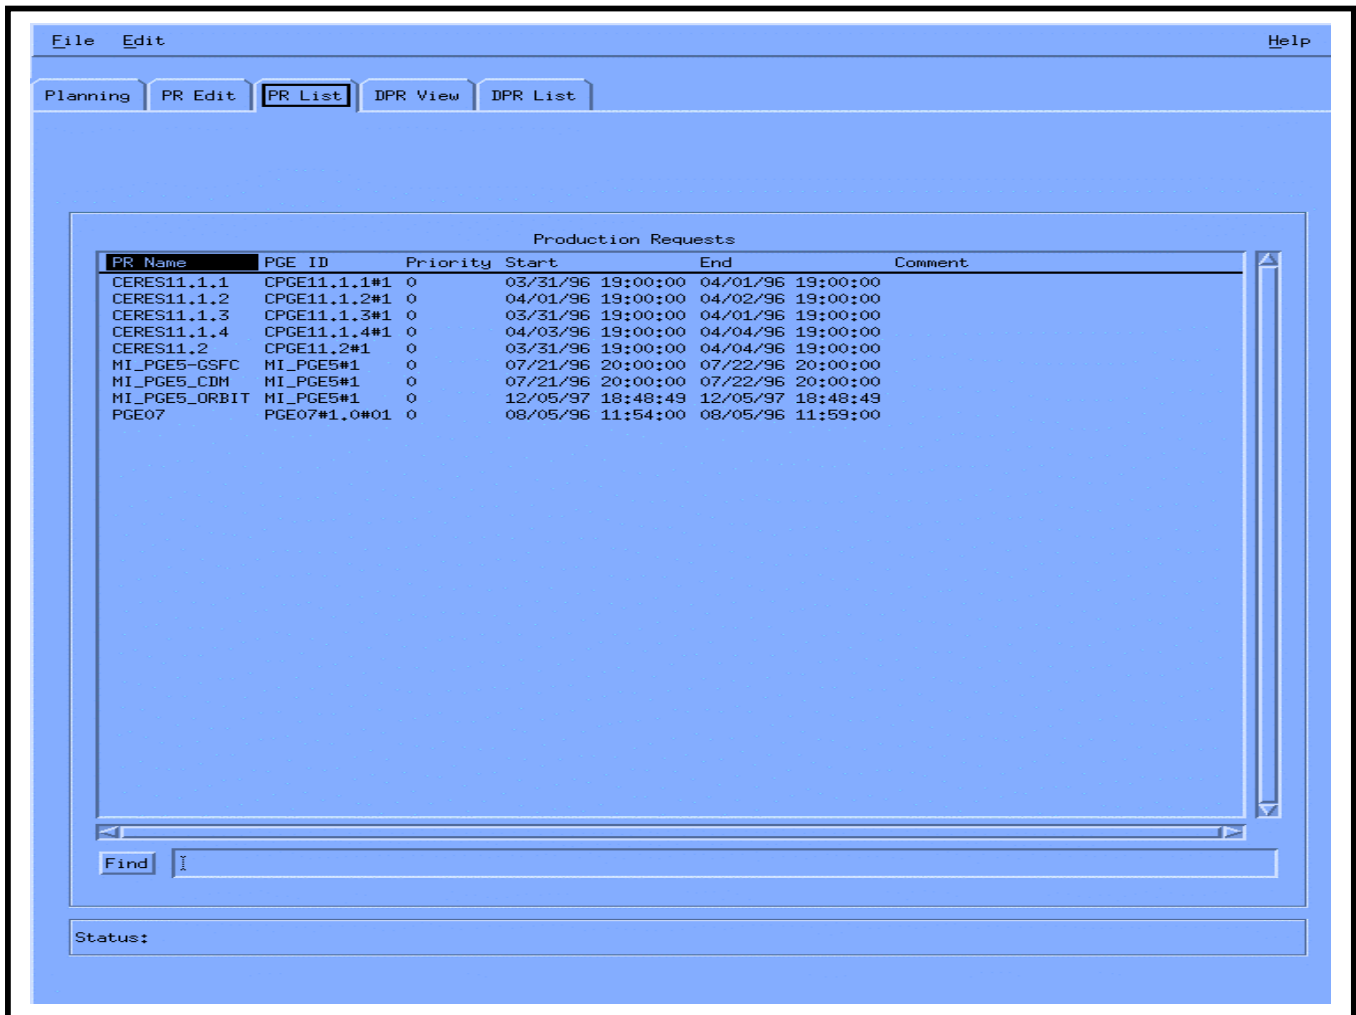 File Edit Help
Planning PR Edit PR List DPR View DPR List
Production Requests
PR Name PGE ID Priority Start End Comment
CERES11.1.1 CPGE11.1.1#1 0 03/31/96 19:00:00 04/01/96 19:00:00
CERES11.1.2 CPGE11.1.2#1 0 04/01/96 19:00:00 04/02/96 19:00:00
CERES11.1.3 CPGE11.1.3#1 0 03/31/96 19:00:00 04/01/96 19:00:00
CERES11.1.4 CPGE11.1.4#1 0 04/03/96 19:00:00 04/04/96 19:00:00
CERES11.2 CPGE11.2#1 0 03/31/96 19:00:00 04/04/96 19:00:00
MI_PGE5-GSFC MI_PGE5#1 0 07/21/96 20:00:00 07/22/96 20:00:00
MI_PGE5_CDM MI_PGE5#1 0 07/21/96 20:00:00 07/22/96 20:00:00
MI_PGE5_ORBIT MI_PGE5#1 0 12/05/97 18:48:49 12/05/97 18:48:49
PGE07 PGE07#1.0#01 0 08/05/96 11:54:00 08/05/96 11:59:00
Find
Status: